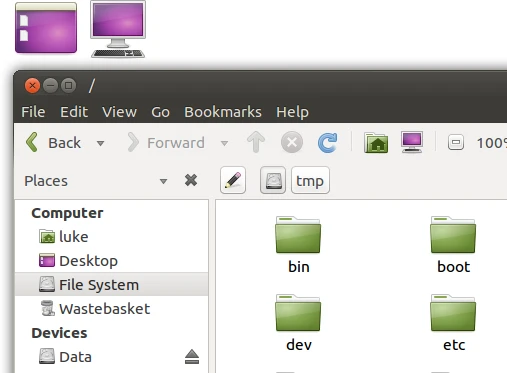 /
File Edit View Go Bookmarks Help
Back Forward 100%
Places tmp
Computer
luke
Desktop
File System
Wastebasket
Devices
Data
bin boot
dev etc